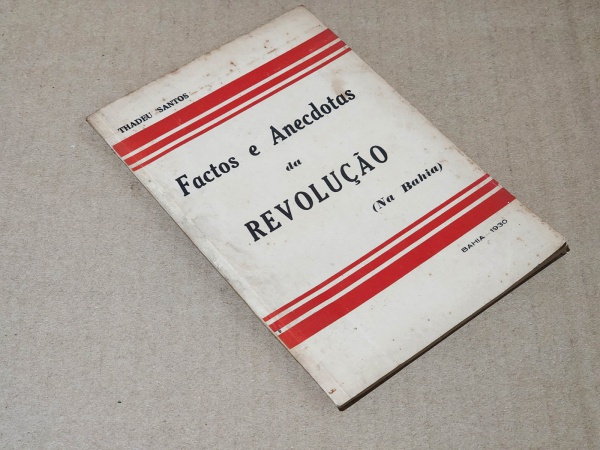 THADEU SANTOS
Factos e Anecdotas
da
REVOLUÇÃO
(Na Bahia)
BAHIA - 1930